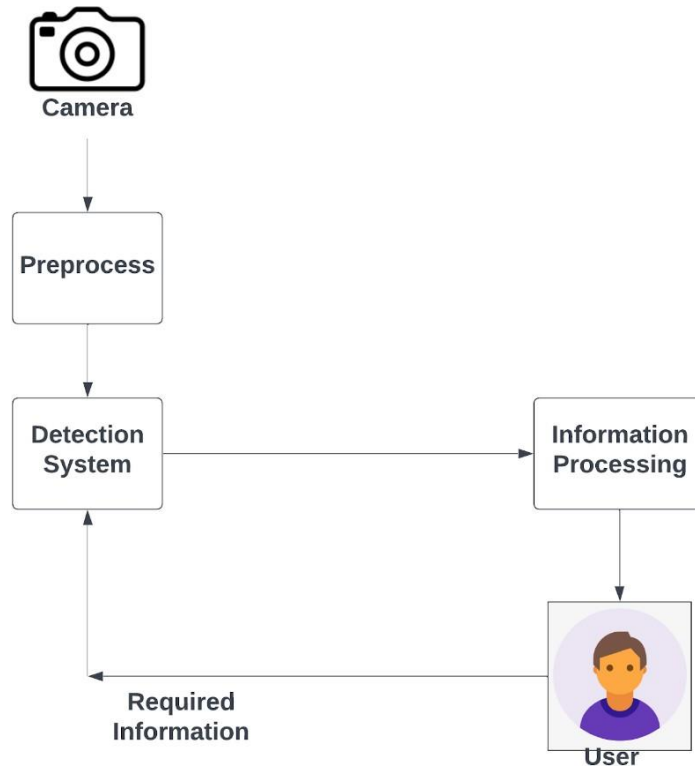 Camera
Preprocess
Detection
System
Information
Processing
Required
Information
User